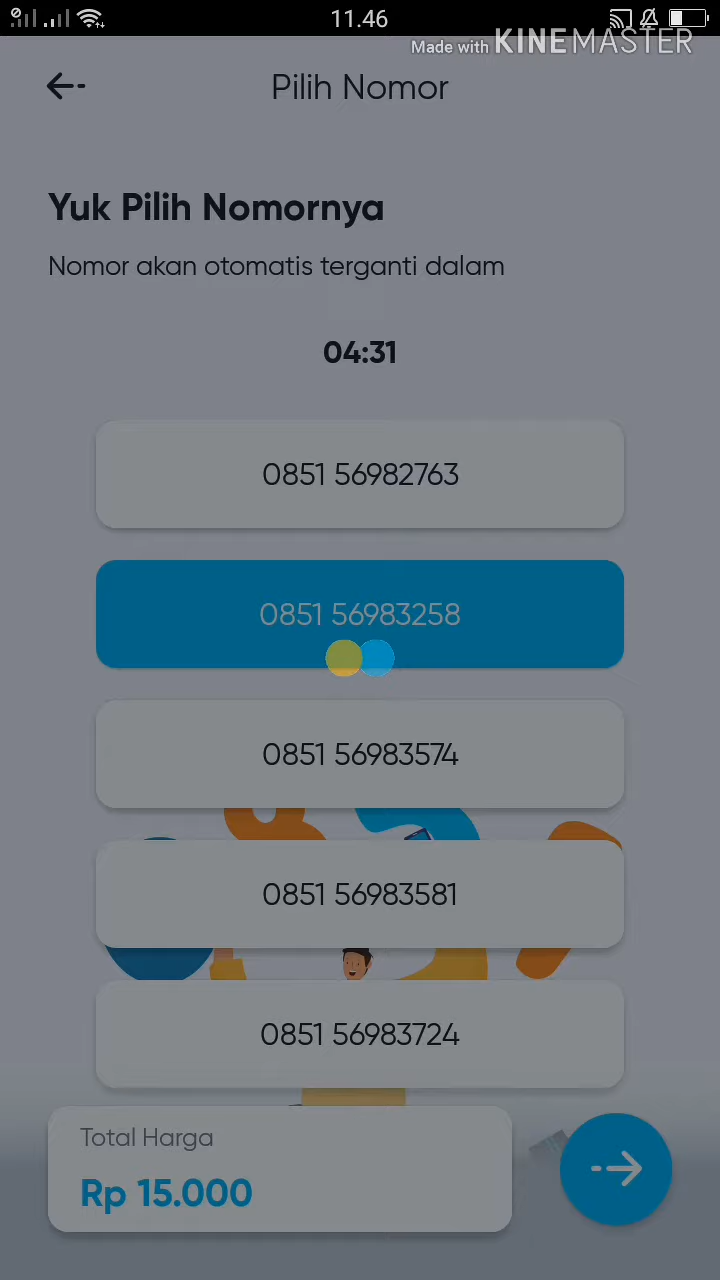 11.46
Made with KINEMASTER
Pilih Nomor
Yuk Pilih Nomornya
Nomor akan otomatis terganti dalam
04:31
0851 56982763
0851 56983258
0851 56983574
0851 56983581
0851 56983724
Total Harga
Rp 15.000